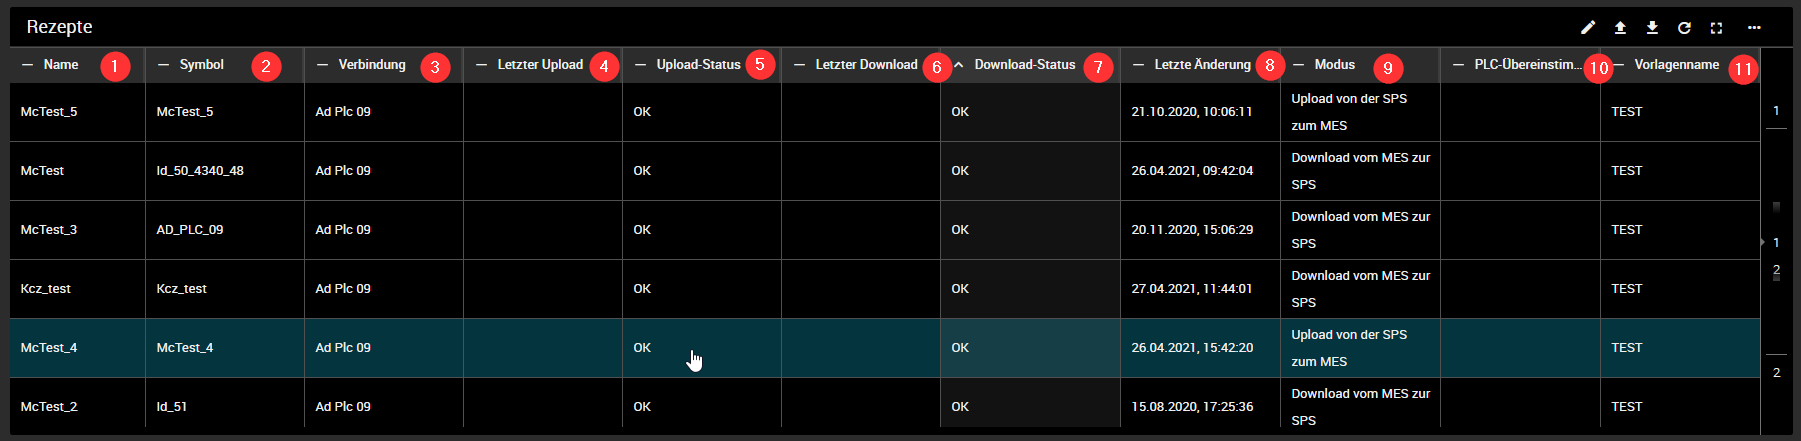 Rezepte
Name 1 Symbol 2 Verbindung 3 Letzter Upload 4 Upload-Status 5 Letzter Download 6 Download-Status 7 Letzte Änderung 8 Modus 9 PLC-Übereinstim... 10 Vorlagenname 11
McTest_5 McTest_5 Ad Plc 09 OK OK 21.10.2020, 10:06:11 Upload von der SPS TEST 1
zum MES
McTest Id_50_4340_48 Ad Plc 09 OK OK 26.04.2021, 09:42:04 Download vom MES zur TEST
SPS
McTest_3 AD_PLC_09 Ad Plc 09 OK OK 20.11.2020, 15:06:29 Download vom MES zur TEST 1
SPS
Kcz_test Kcz_test Ad Plc 09 OK OK 27.04.2021, 11:44:01 Download vom MES zur TEST 2
SPS
McTest_4 McTest_4 Ad Plc 09 OK OK 26.04.2021, 15:42:20 Upload von der SPS TEST
zum MES 2
McTest_2 Id_51 Ad Plc 09 OK OK 15.08.2020, 17:25:36 Download vom MES zur TEST
SPS